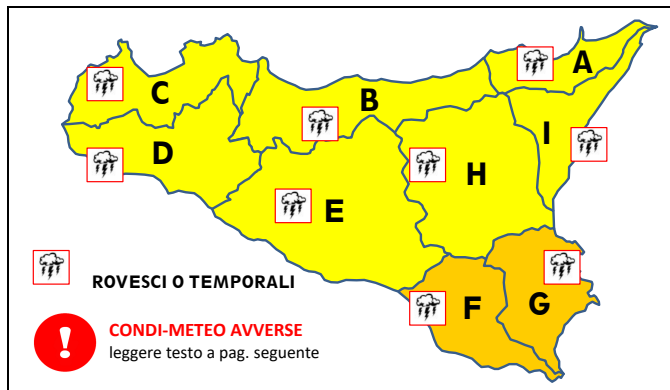 A
C
B
I
D
H
E
ROVESCI O TEMPORALI
F
G
!
CONDI-METEO AVVERSE
leggere testo a pag. seguente